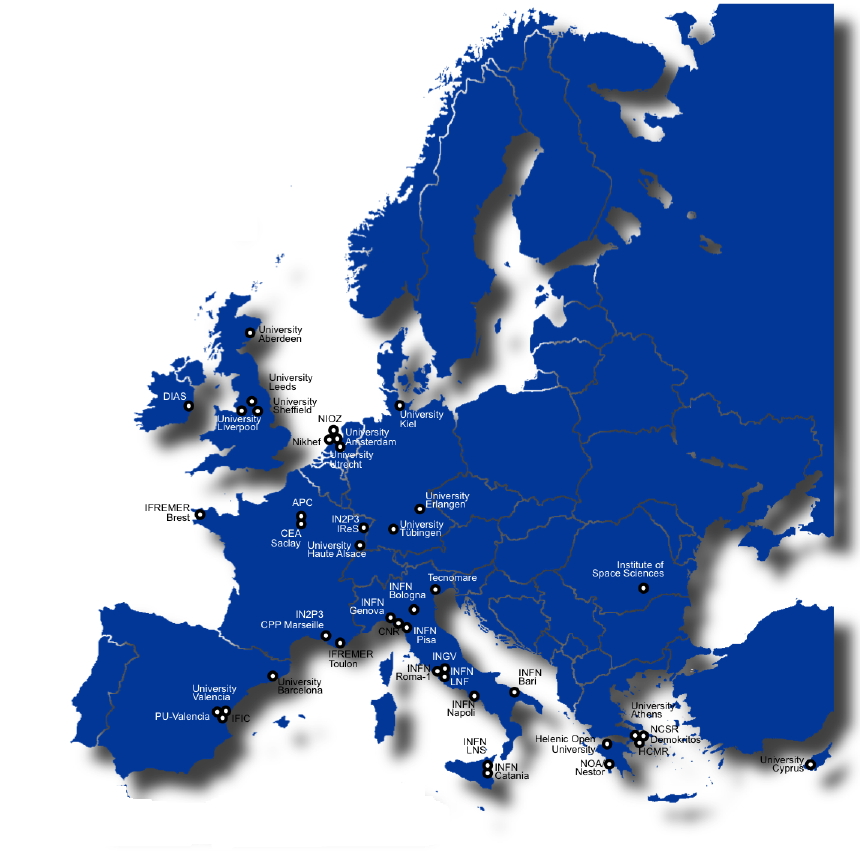 University
Aberdeen
University
Leeds
DIAS
University
Sheffield
University
Liverpool
University
Kiel
NIOZ
Nikhef
University
Amsterdam
University
Utrecht
IFREMER
Brest
APC
CEA
Saclay
IN2P3
IReS
University
Haute Alsace
University
Erlangen
University
Tübingen
Institute of
Space Sciences
Tecnomare
INFN
Bologna
INFN
Genova
IN2P3
CPP Marseille
CNR
INFN
Pisa
IFREMER
Toulon
INGV
INFN
Roma-1
INFN
LNF
INFN
Bari
INFN
Napoli
University
Barcelona
University
Valencia
PU-Valencia
IFIC
University
Athens
NCSR
Demokritos
HCMR
Helenic Open
University
NOA/
Nestor
INFN
LNS
INFN
Catania
University
Cyprus